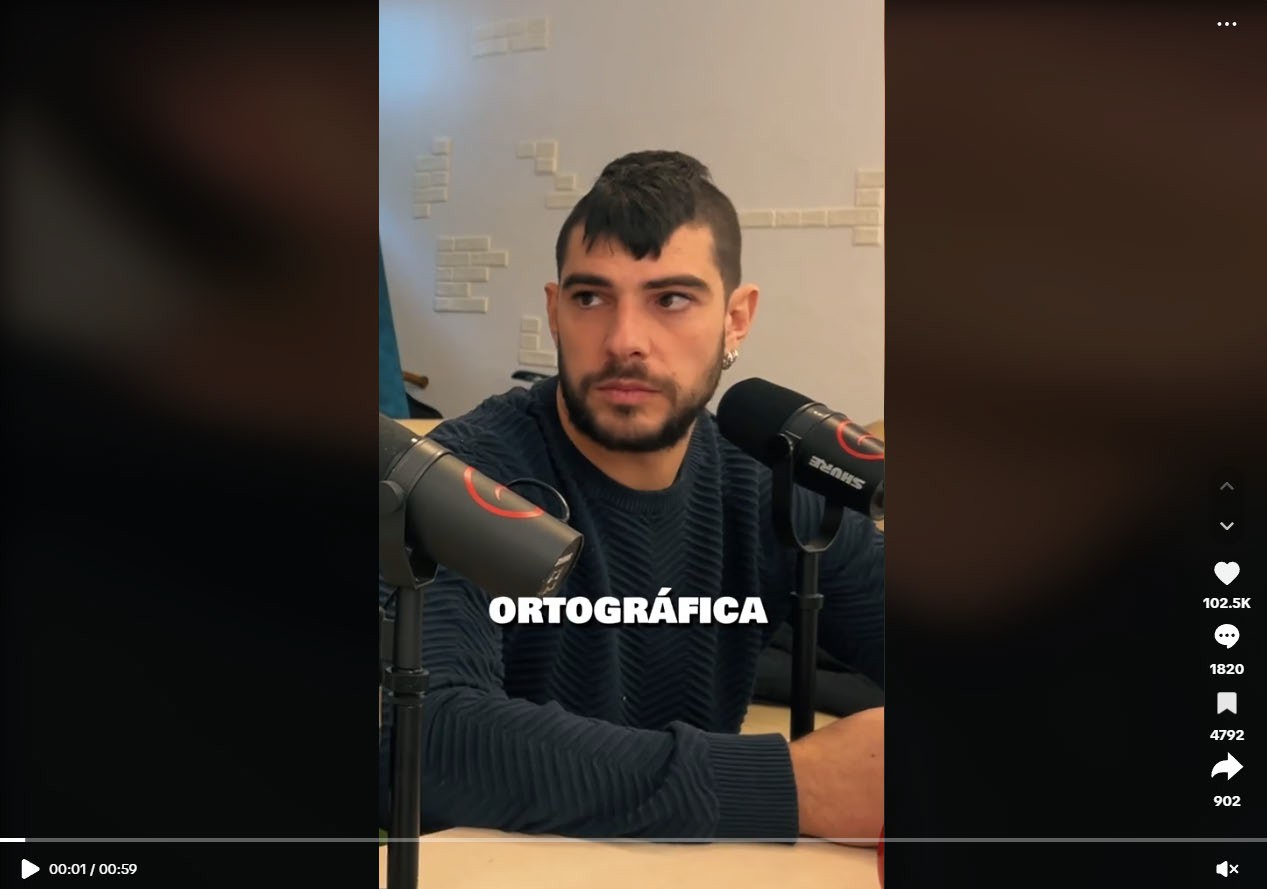 SHURE
ORTOGRÁFICA
102.5K
1820
4792
902
00:01 / 00:59